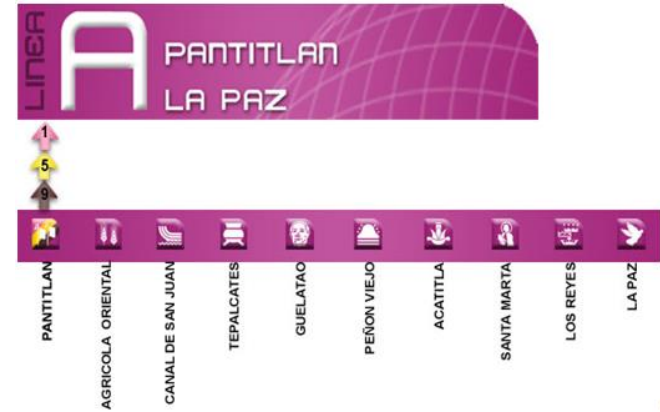 LINEA
A
PANTITLAN
LA PAZ
1
5
9
PANTITLAN
AGRICOLA ORIENTAL
CANAL DE SAN JUAN
TEPALCATES
GUELATAO
PEÑON VIEJO
ACATITLA
SANTA MARTA
LOS REYES
LA PAZ